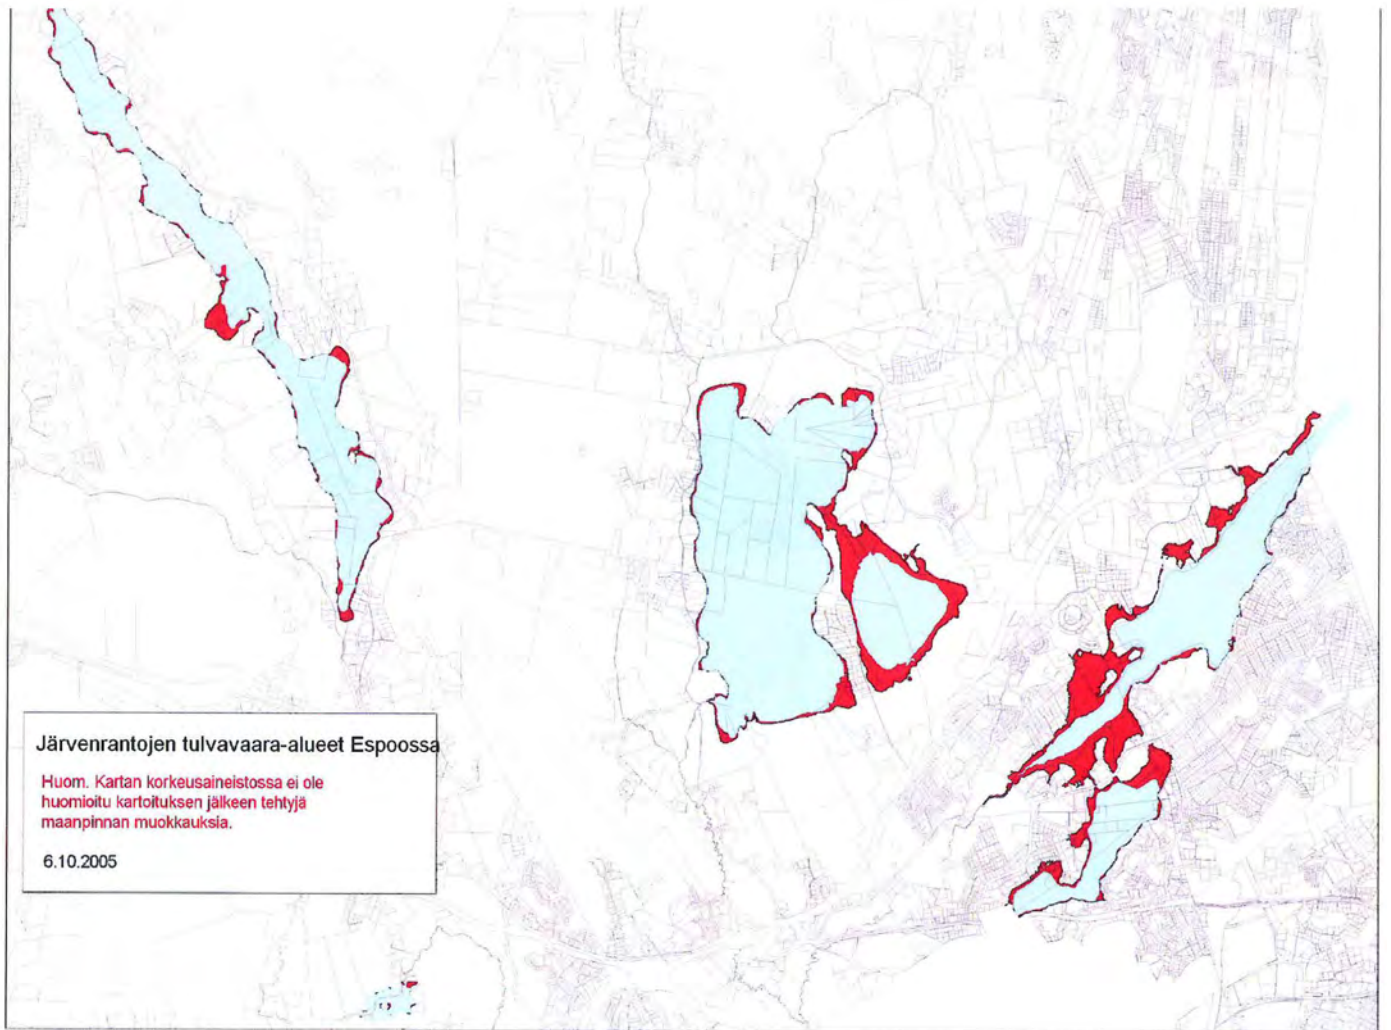 Järvenrantojen tulvavaara-alueet Espoossa
Huom. Kartan korkeusaineistossa ei ole
huomioitu kartoituksen jälkeen tehtyjä
maanpinnan muokkauksia.
6.10.2005